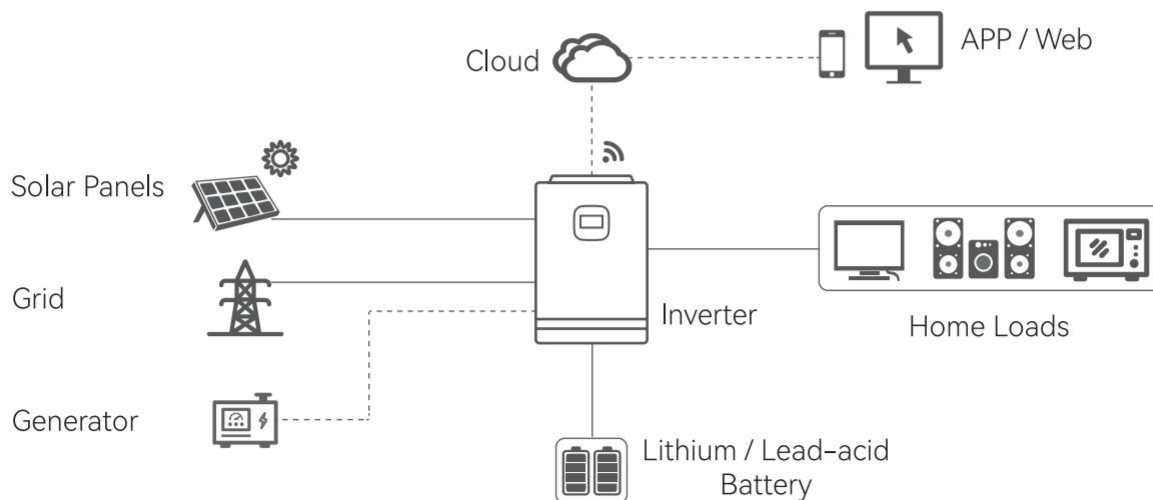 Cloud
APP / Web
Solar Panels
Grid
Inverter
Home Loads
Generator
Lithium / Lead-acid
Battery